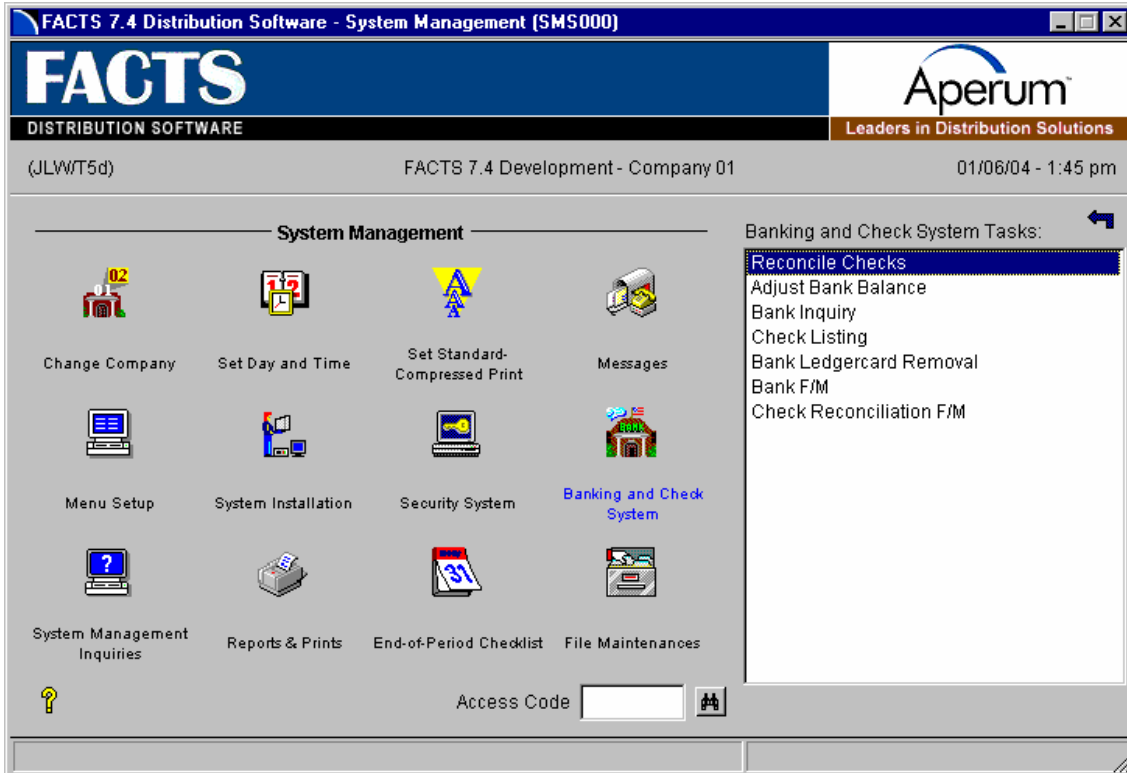 FACTS 7.4 Distribution Software - System Management (SMS000)
FACTS
DISTRIBUTION SOFTWARE
Aperum™
Leaders in Distribution Solutions
(JLW/T5d)
FACTS 7.4 Development - Company 01
01/06/04 - 1:45 pm
System Management
02
01
Change Company
12
Set Day and Time
A
A
A A
Set Standard-
Compressed Print
Messages
Menu Setup
System Installation
Security System
BANK
Banking and Check
System
?
System Management
Inquiries
Reports & Prints
31
End-of-Period Checklist
File Maintenances
?
Access Code
Banking and Check System Tasks:
Reconcile Checks
Adjust Bank Balance
Bank Inquiry
Check Listing
Bank Ledgercard Removal
Bank F/M
Check Reconciliation F/M